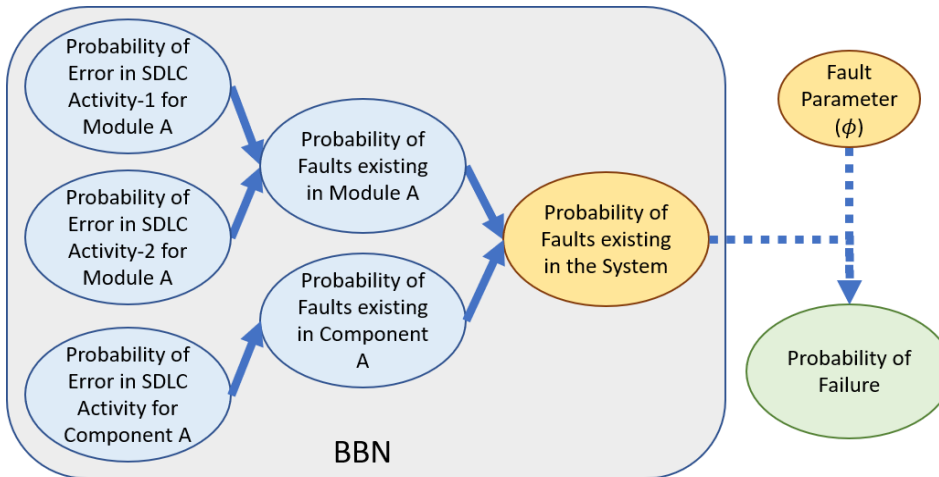 Probability of
Error in SDLC
Activity-1 for
Module A
Probability of
Error in SDLC
Activity-2 for
Module A
Probability of
Error in SDLC
Activity for
Component A
Probability of
Faults existing
in Module A
Probability of
Faults existing
in Component
A
Probability of
Faults existing
in the System
Fault
Parameter
(ϕ)
Probability of
Failure
BBN